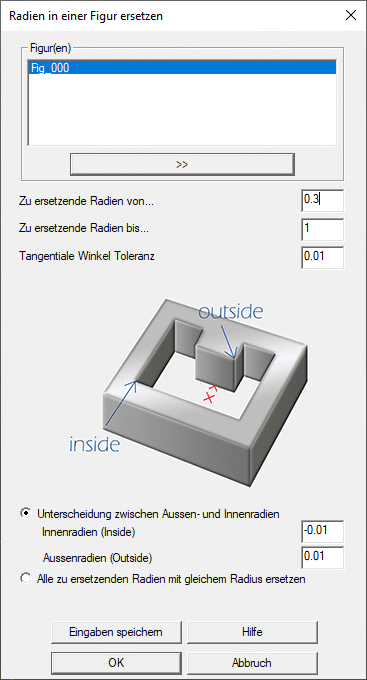 Radien in einer Figur ersetzen
Figur(en)
Fig_000
>>
Zu ersetzende Radien von... 0.3
Zu ersetzende Radien bis... 1
Tangentiale Winkel Toleranz 0.01
outside
inside
Unterscheidung zwischen Aussen- und Innenradien
Innenradien (Inside) -0.01
Aussenradien (Outside) 0.01
Alle zu ersetzenden Radien mit gleichem Radius ersetzen
Eingaben speichern Hilfe
OK Abbruch